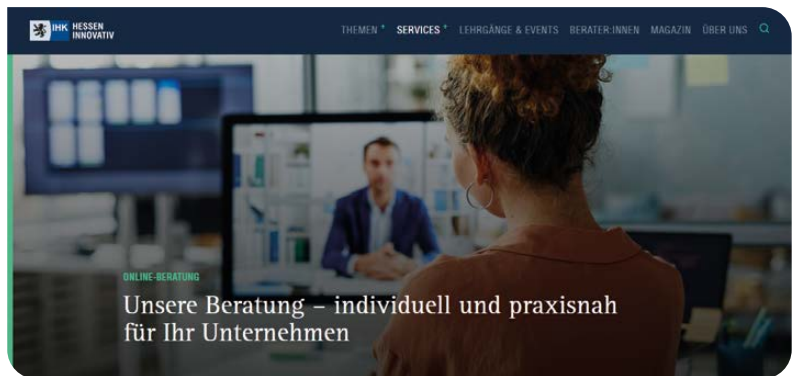 IHK HESSEN
INNOVATIV
THEMEN + SERVICES + LEHRGÄNGE & EVENTS BERATER:INNEN MAGAZIN ÜBER UNS
ONLINE-BERATUNG
Unsere Beratung – individuell und praxisnah
für Ihr Unternehmen